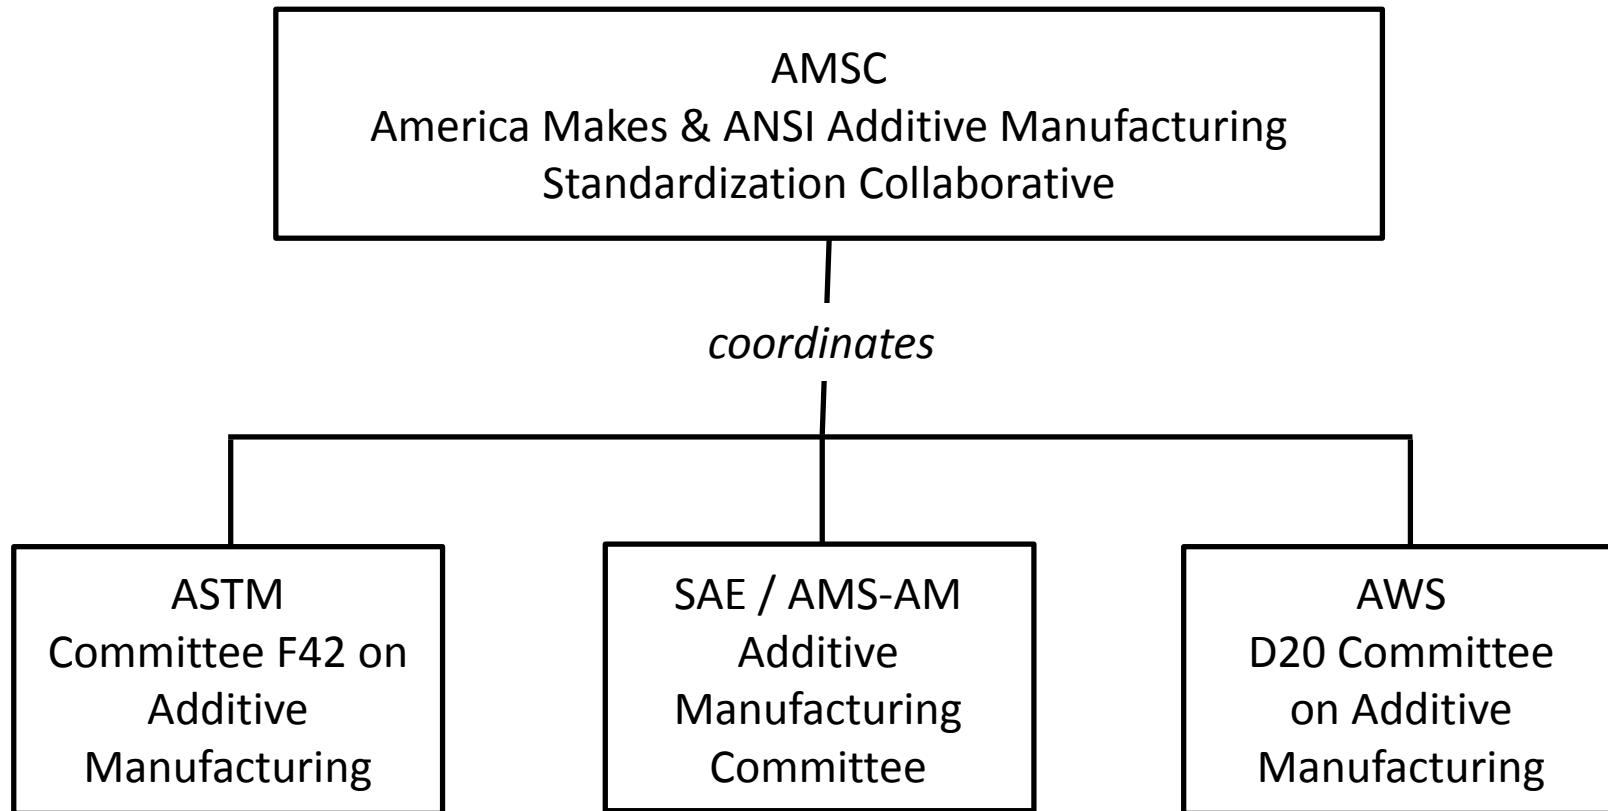 AMSC
America Makes & ANSI Additive Manufacturing
Standardization Collaborative
coordinates
ASTM
Committee F42 on
Additive
Manufacturing
SAE / AMS-AM
Additive
Manufacturing
Committee
AWS
D20 Committee
on Additive
Manufacturing